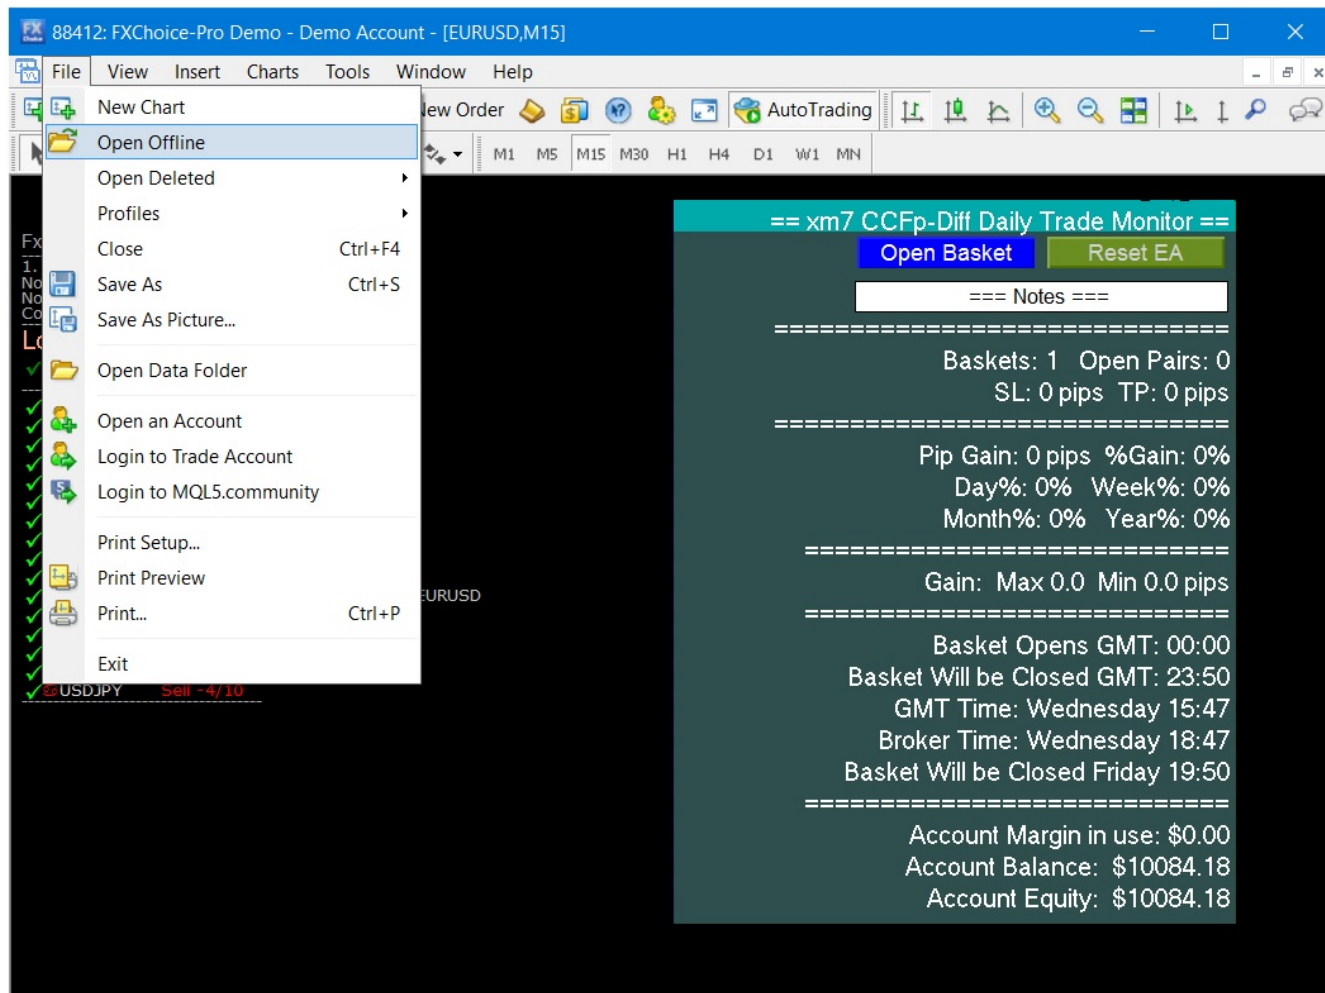 88412: FXChoice-Pro Demo - Demo Account - [EURUSD,M15]
File View Insert Charts Tools Window Help
New Chart
New Order AutoTrading
Open Offline
M1 M5 M15 M30 H1 H4 D1 W1 MN
Open Deleted
Profiles
Close Ctrl+F4
Save As Ctrl+S
Save As Picture...
Open Data Folder
Open an Account
Login to Trade Account
Login to MQL5.community
Print Setup...
Print Preview
Print... Ctrl+P
Exit
Fx
1.
No
No
Co
EURUSD
USDJPY Sell -4/10
== xm7 CCFp-Diff Daily Trade Monitor ==
Open Basket Reset EA
=== Notes ===
==============================
Baskets: 1 Open Pairs: 0
SL: 0 pips TP: 0 pips
==============================
Pip Gain: 0 pips %Gain: 0%
Day%: 0% Week%: 0%
Month%: 0% Year%: 0%
============================
Gain: Max 0.0 Min 0.0 pips
============================
Basket Opens GMT: 00:00
Basket Will be Closed GMT: 23:50
GMT Time: Wednesday 15:47
Broker Time: Wednesday 18:47
Basket Will be Closed Friday 19:50
============================
Account Margin in use: $0.00
Account Balance: $10084.18
Account Equity: $10084.18